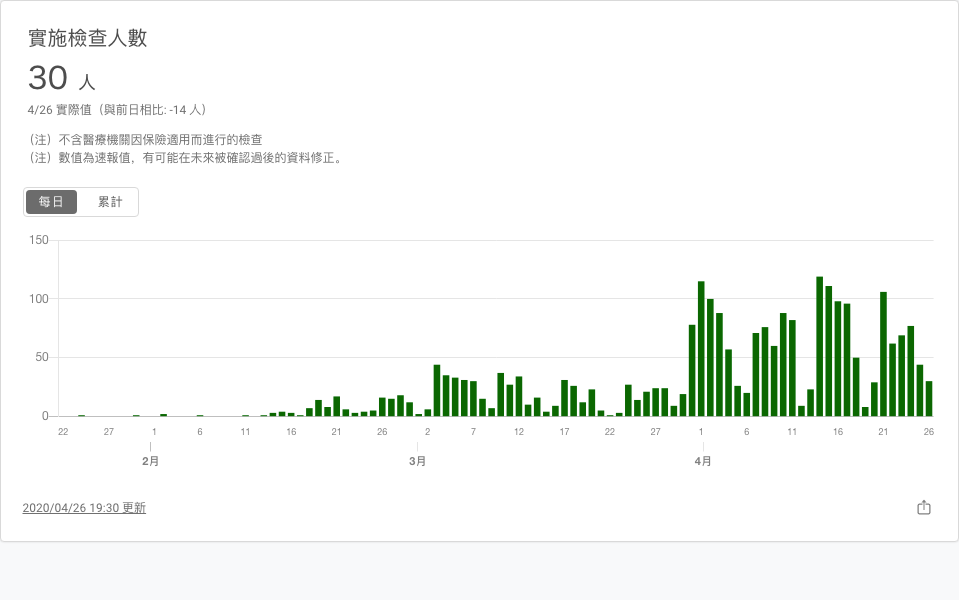 實施檢查人數
30 人
4/26 實際值（與前日相比: -14 人）
（注）不含醫療機關因保險適用而進行的檢查
（注）數值為速報值，有可能在未來被確認過後的資料修正。
每日 累計
150
100
50
0
22 27 1 6 11 16 21 26 2 7 12 17 22 27 1 6 11 16 21 26
2月 3月 4月
2020/04/26 19:30 更新